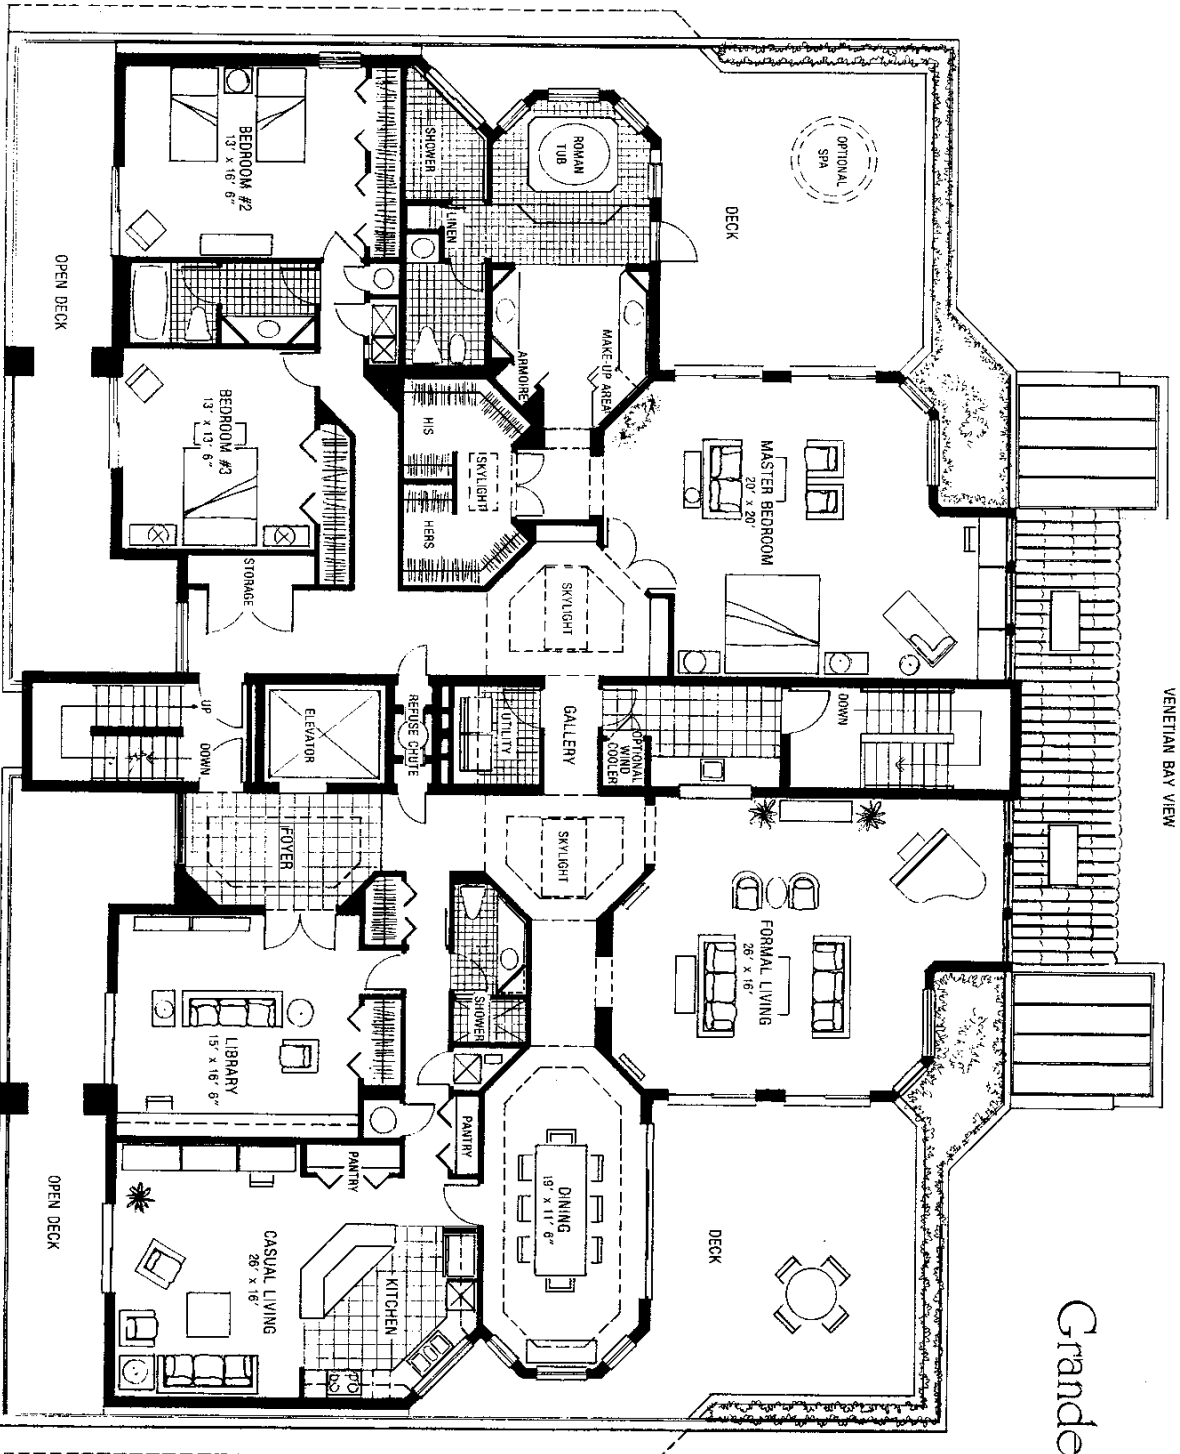 Grande
VENETIAN BAY VIEW
OPTIONAL
SPA
DECK
ROMAN
TUB
SHOWER
LINEN
BEDROOM #2
13' x 16' 6"
OPEN DECK
MAKE-UP AREA
ARMOIRE
MASTER BEDROOM
20' x 20'
HIS
SKYLIGHT
HERS
BEDROOM #3
13' x 13' 6"
STORAGE
SKYLIGHT
DOWN
OPTIONAL
WIND
COOLER
GALLERY
UTILITY
REFUSE CHUTE
ELEVATOR
UP
DOWN
SKYLIGHT
FOYER
FORMAL LIVING
26' x 16'
SHOWER
LIBRARY
15' x 16' 6"
PANTRY
PANTRY
DINING
19' x 11' 6"
DECK
KITCHEN
CASUAL LIVING
26' x 16'
OPEN DECK